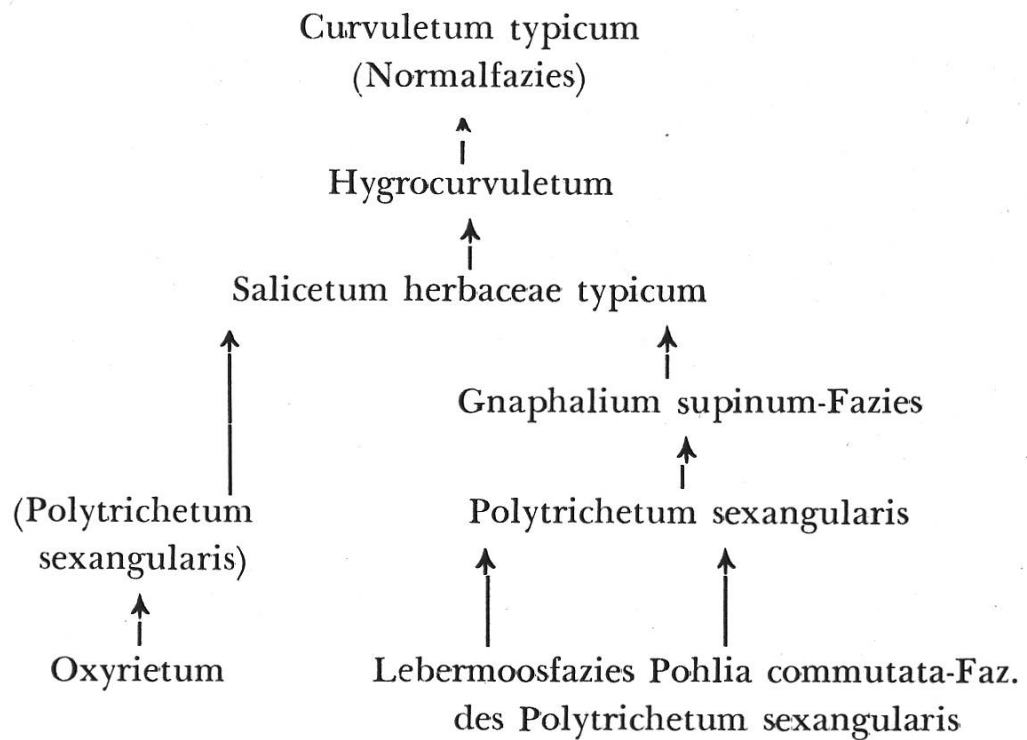 Curvuletum typicum
(Normalfazies)
Hygrocurvuletum
Salicetum herbaceae typicum
Gnaphalium supinum-Fazies
(Polytrichetum
sexangularis)
Polytrichetum sexangularis
Oxyrietum
Lebermoosfazies Pohlia commutata-Faz.
des Polytrichetum sexangularis